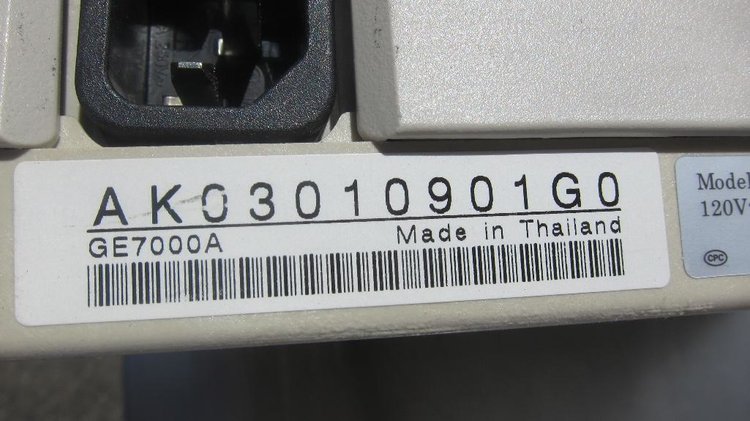 AK03010901G0
GE7000A Made in Thailand
Model
120V
CPC